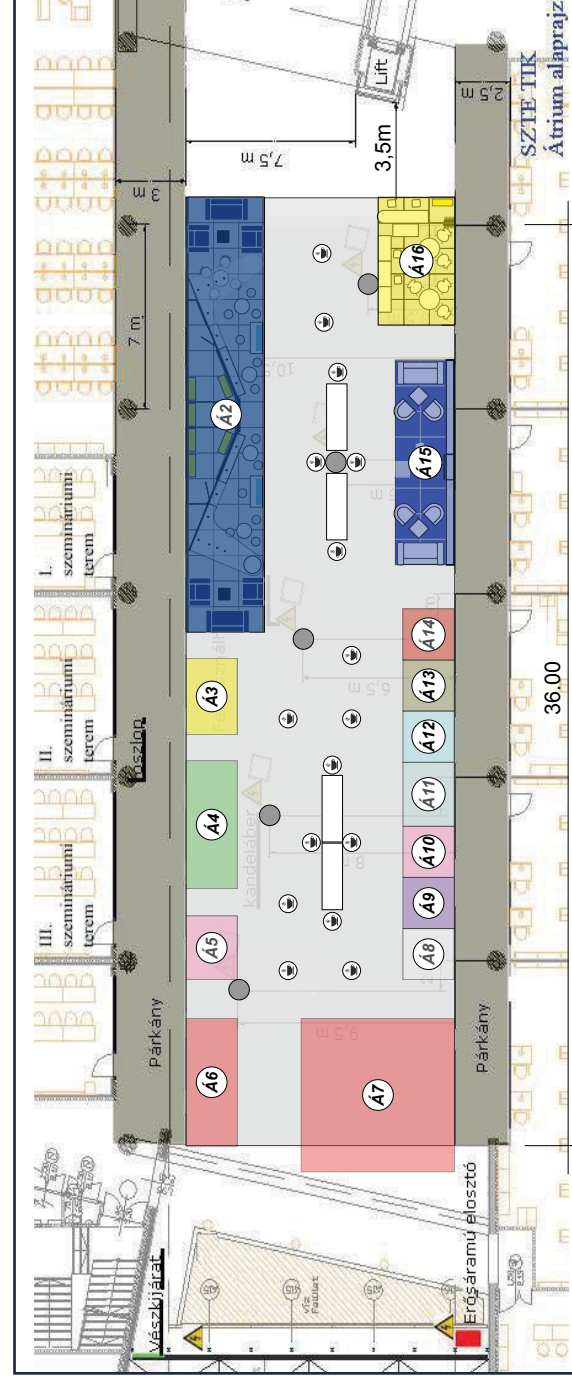 I.
szemináriumi
terem
II.
szemináriumi
terem
III.
szemináriumi
terem
Lift
3 m
7 m
7,5 m
3,5m
2,5 m
SZTE TIK
Átrium alaprajz
Á2
Á3
Á4
Á5
Á6
Á7
Á8
Á9
Á10
Á11
Á12
Á13
Á14
Á15
Á16
10,5
6,5 m
9,5 m
kandeláber
Párkány
Párkány
Vészkijárat
Erősáramú elosztó
víz
Felület
36.00